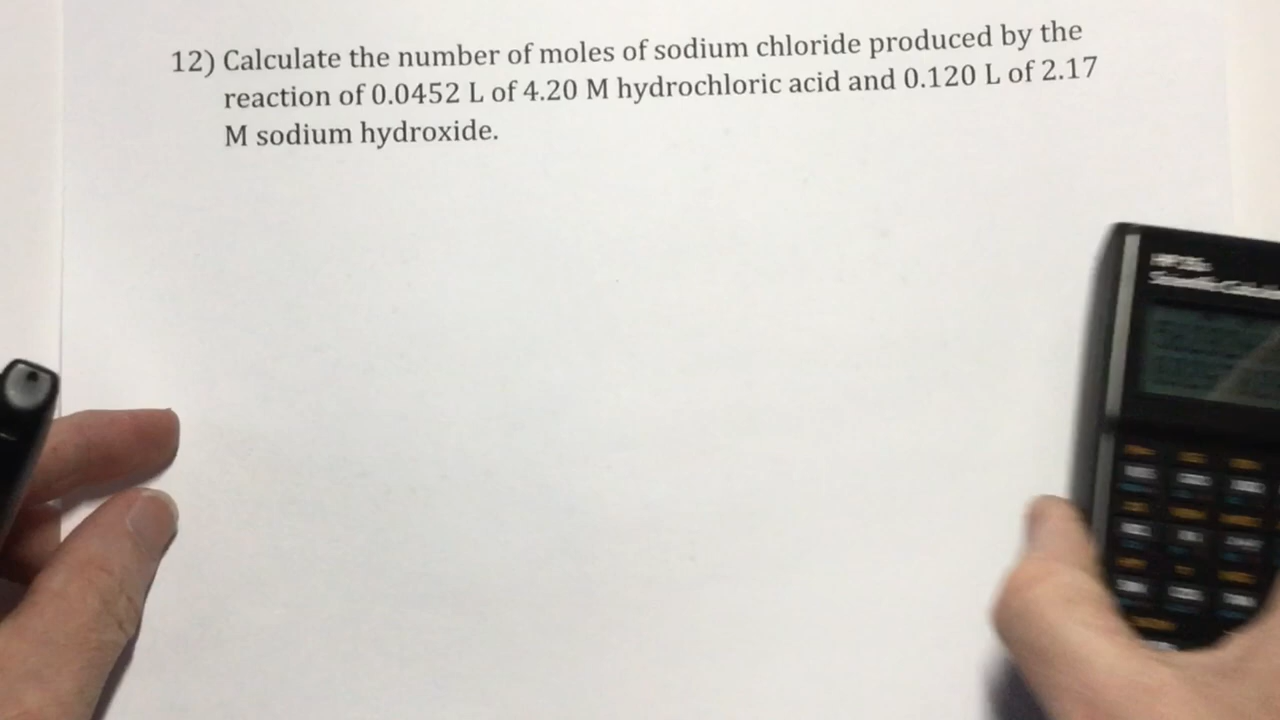 12) Calculate the number of moles of sodium chloride produced by the
reaction of 0.0452 L of 4.20 M hydrochloric acid and 0.120 L of 2.17
M sodium hydroxide.